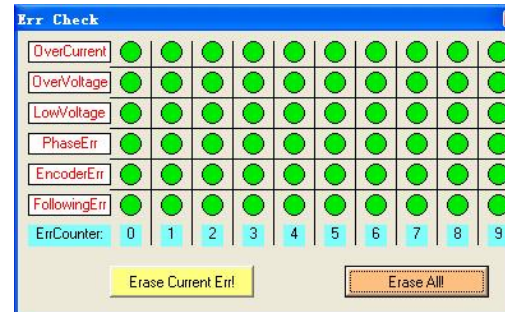 Err Check
OverCurrent
OverVoltage
LowVoltage
PhaseErr
EncoderErr
FollowingErr
ErrCounter: 0 1 2 3 4 5 6 7 8 9
Erase Current Err! Erase All!